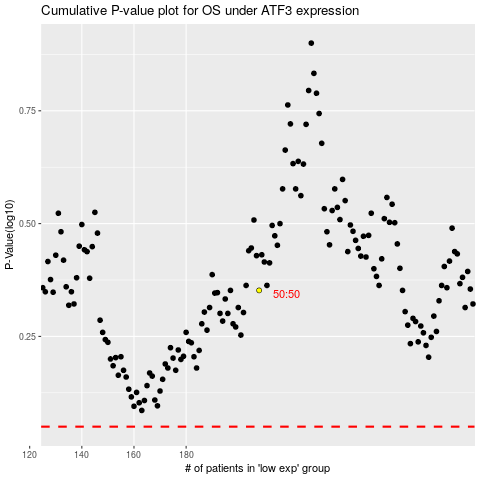 Cumulative P-value plot for OS under ATF3 expression
P-Value(log10)
0.75
0.50
0.25
50:50
120 140 160 180
# of patients in 'low exp' group